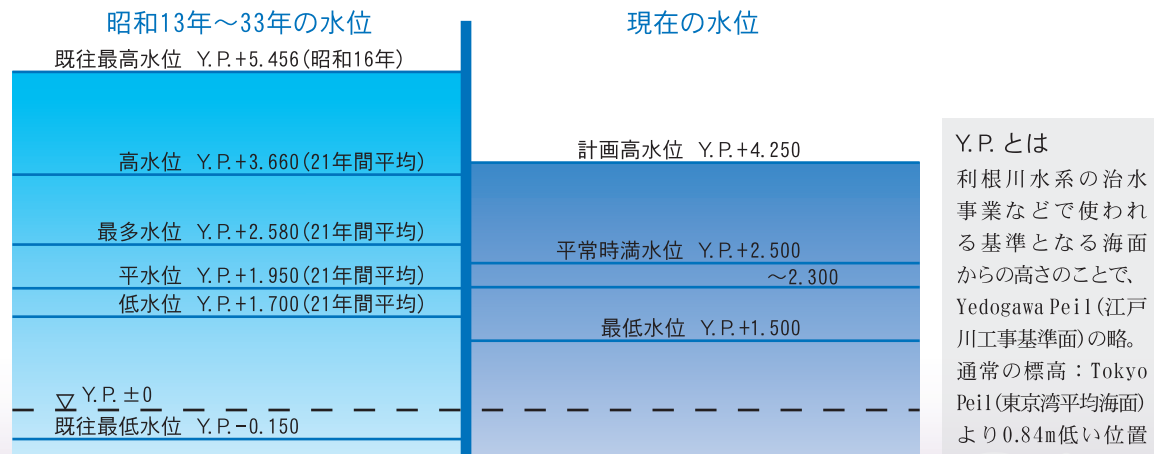 昭和13年～33年の水位
既往最高水位 Y.P.+5.456(昭和16年)
高水位 Y.P.+3.660(21年間平均)
最多水位 Y.P.+2.580(21年間平均)
平水位 Y.P.+1.950(21年間平均)
低水位 Y.P.+1.700(21年間平均)
Y.P.±0
既往最低水位 Y.P.-0.150
現在の水位
計画高水位 Y.P.+4.250
平常時満水位 Y.P.+2.500
～2.300
最低水位 Y.P.+1.500
Y.P.とは
利根川水系の治水
事業などで使われ
る基準となる海面
からの高さのことで、
Yedogawa Peil(江戸
川工事基準面)の略。
通常の標高：Tokyo
Peil(東京湾平均海面)
より0.84m低い位置